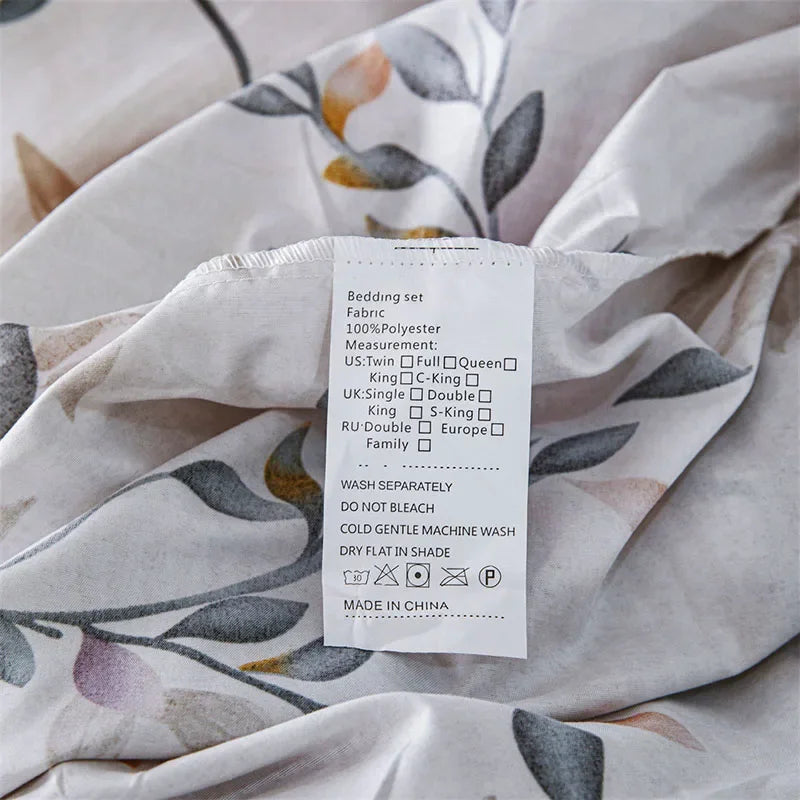 Bedding set
Fabric
100%Polyester
Measurement:
US:Twin □ Full □ Queen □
King □ C-King □
UK:Single □ Double □
King □ S-King □
RU:Double □ Europe □
Family □
WASH SEPARATELY
DO NOT BLEACH
COLD GENTLE MACHINE WASH
DRY FLAT IN SHADE
30 P
MADE IN CHINA